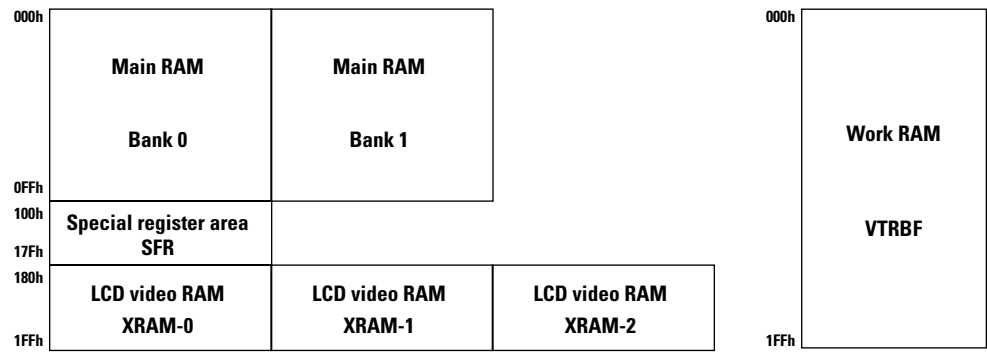 000h
Main RAM
Bank 0
Main RAM
Bank 1
0FFh
100h
Special register area
SFR
17Fh
180h
LCD video RAM
XRAM-0
LCD video RAM
XRAM-1
LCD video RAM
XRAM-2
1FFh
000h
Work RAM
VTRBF
1FFh